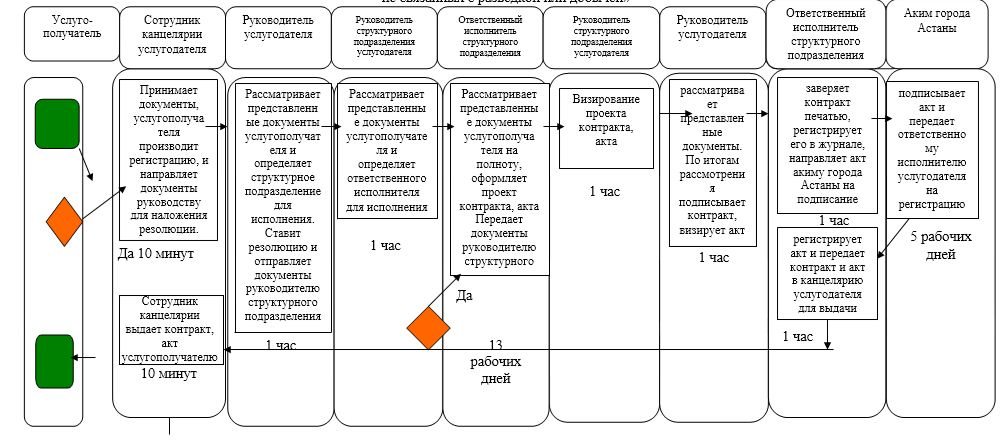 не связанных с разведкой или добычей»
Услуго-
получатель
Сотрудник
канцелярии
услугодателя
Руководитель
услугодателя
Руководитель
структурного
подразделения
услугодателя
Ответственный
исполнитель
структурного
подразделения
Руководитель
структурного
подразделения
услугодателя
Руководитель
услугодателя
Ответственный
исполнитель
структурного
подразделения
Аким города
Астаны
Принимает
документы,
услугополуча
теля
производит
регистрацию, и
направляет
документы
руководству
для наложения
резолюции.
Да 10 минут
Сотрудник
канцелярии
выдает контракт,
акт
услугополучателю
10 минут
Рассматривает
представленн
ые документы
услугополучат
еля и
определяет
структурное
подразделение
для
исполнения.
Ставит
резолюцию и
отправляет
документы
руководителю
структурного
подразделения
1 час
Рассматривает
представленны
е документы
услугополучате
ля и
определяет
ответственного
исполнителя
для исполнения
1 час
Рассматривает
представленны
е документы
услугополуча
теля на
полноту,
оформляет
проект
контракта, акта
Передает
документы
руководителю
структурного
Да
13
рабочих
дней
Визирование
проекта
контракта,
акта
1 час
рассматрива
ет
представлен
ные
документы.
По итогам
рассмотрени
я
подписывает
контракт,
визирует акт
1 час
заверяет
контракт
печатью,
регистрирует
его в журнале,
направляет акт
акиму города
Астаны на
подписание
1 час
регистрирует
акт и передает
контракт и акт
в канцелярию
услугодателя
для выдачи
1 час
подписывает
акт и
передает
ответственно
му
исполнителю
услугодателя
на
регистрацию
5 рабочих
дней